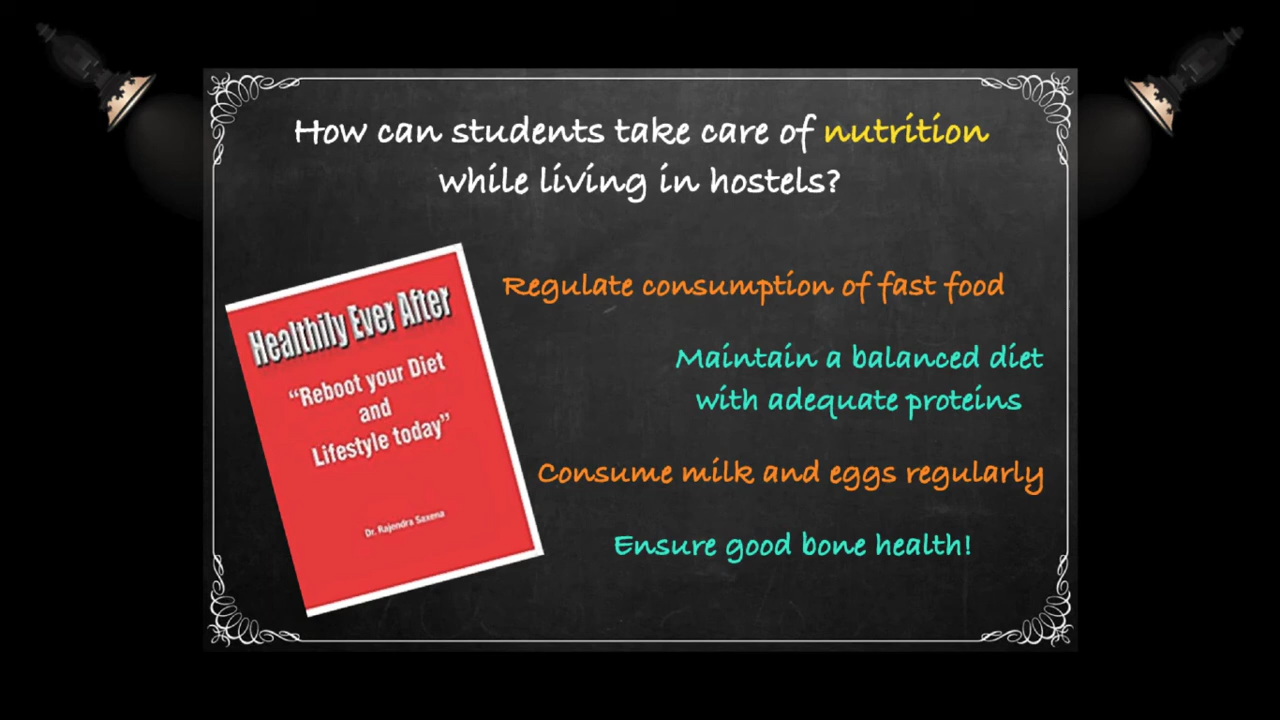 How can students take care of nutrition
while living in hostels?
Healthily Ever After
"Reboot your Diet
and
Lifestyle today"
Dr. Rajendra Saxena
Regulate consumption of fast food
Maintain a balanced diet
with adequate proteins
Consume milk and eggs regularly
Ensure good bone health!